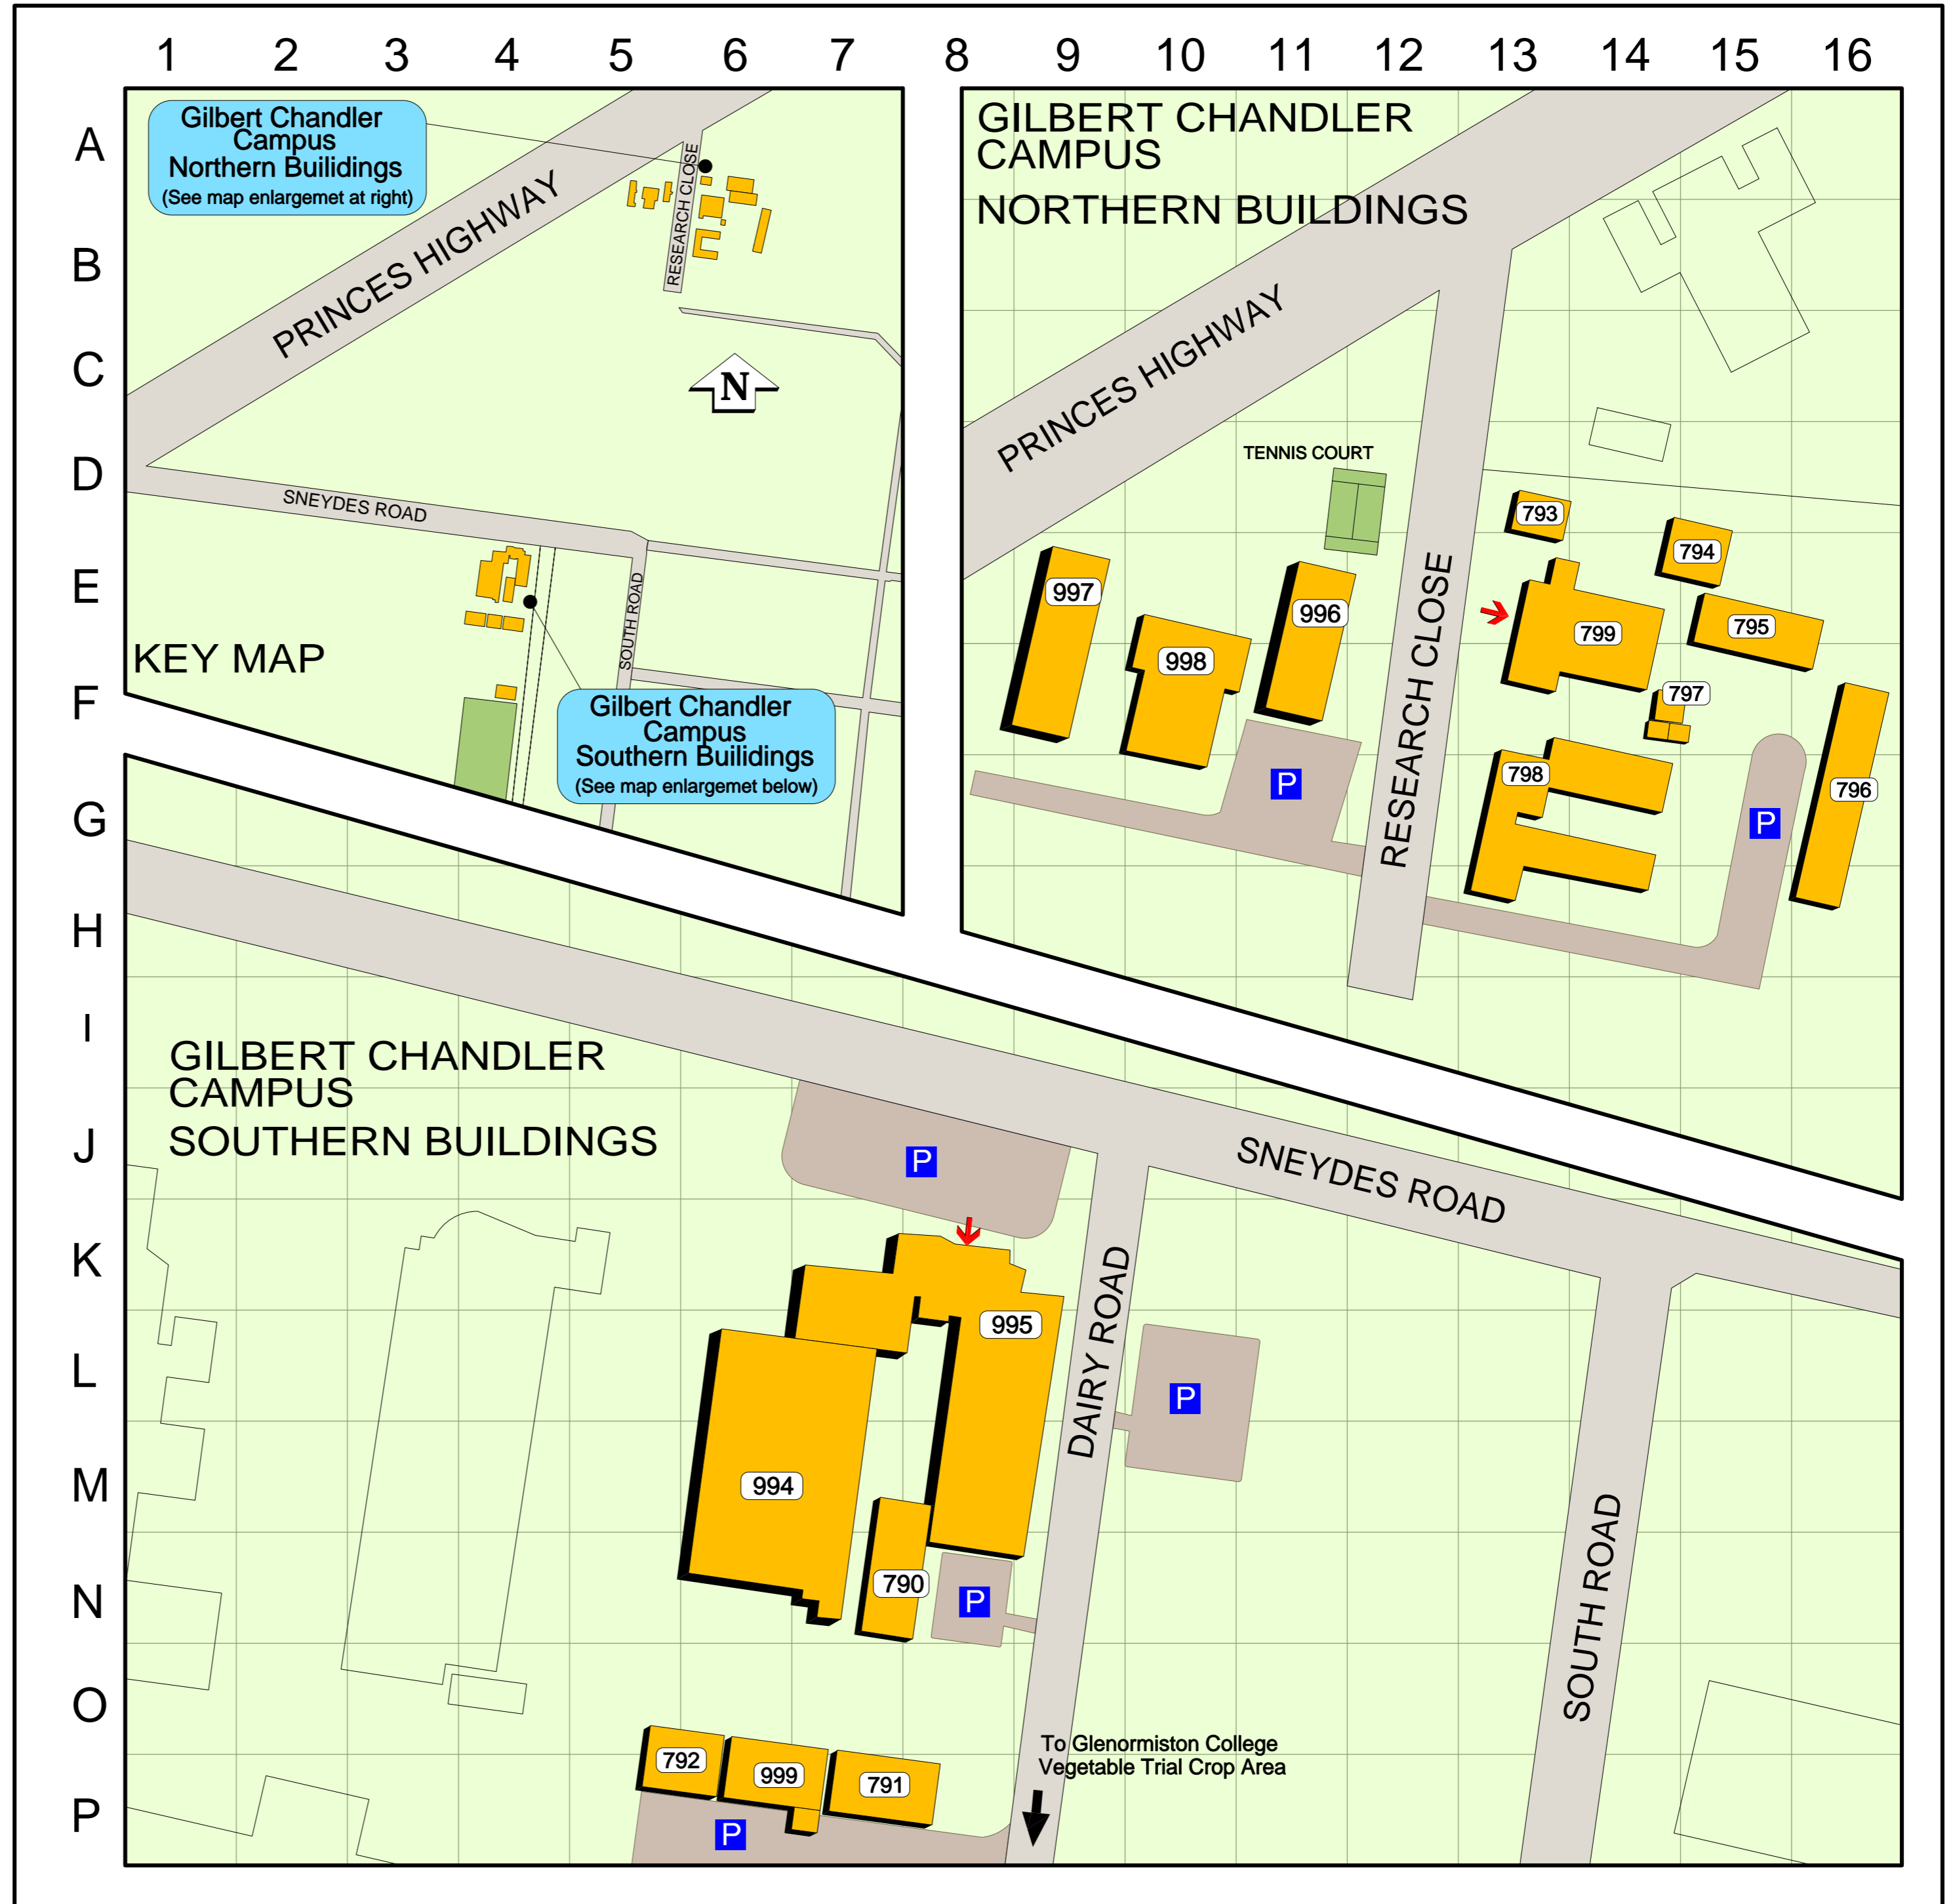 1 2 3 4 5 6 7 8 9 10 11 12 13 14 15 16
A
B
C
D
E
F
G
H
I
J
K
L
M
N
O
P
Gilbert Chandler
Campus
Northern Builidings
(See map enlargemet at right)
PRINCES HIGHWAY
RESEARCH CLOSE
N
SNEYDES ROAD
SOUTH ROAD
KEY MAP
Gilbert Chandler
Campus
Southern Builidings
(See map enlargemet below)
GILBERT CHANDLER
CAMPUS
NORTHERN BUILDINGS
PRINCES HIGHWAY
TENNIS COURT
RESEARCH CLOSE
793
794
997
996
799
795
998
797
798
796
P
P
GILBERT CHANDLER
CAMPUS
SOUTHERN BUILDINGS
P
SNEYDES ROAD
DAIRY ROAD
995
P
994
SOUTH ROAD
790
P
To Glenormiston College
Vegetable Trial Crop Area
792
999
791
P